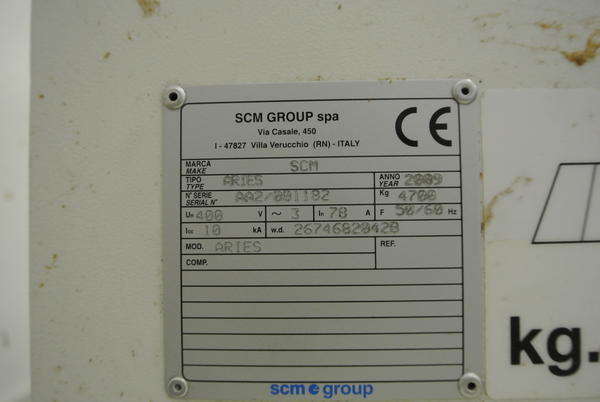 SCM GROUP spa
Via Casale, 450
I - 47827 Villa Verucchio (RN) - ITALY
CE
MARCA
MAKE SCM
TIPO
TYPE ARIES ANNO
YEAR 2009
N° SERIE
SERIAL N° AA2/001182 Kg 4700
Un 400 V ~ 3 In 78 A F 50/60 Hz
Icc 10 kA w.d. 26746820428
MOD. ARIES REF.
COMP.
scm group
kg.